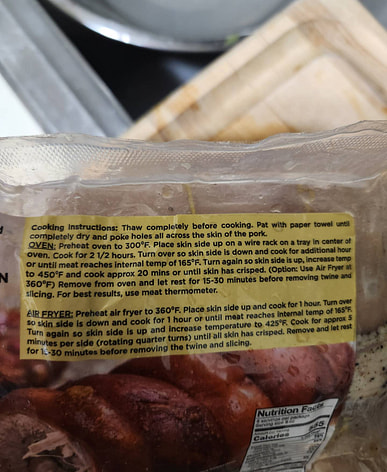 Cooking Instructions: Thaw completely before cooking. Pat with paper towel until
completely dry and poke holes all across the skin of the pork.
OVEN: Preheat oven to 300°F. Place skin side up on a wire rack on a tray in center of
oven. Cook for 2 1/2 hours. Turn over so skin side is down and cook for additional hour
or until meat reaches internal temp of 165°F. Turn again so skin side is up, increase temp
to 450°F and cook approx 20 mins or until skin has crisped. (Option: Use Air Fryer at
360°F) Remove from oven and let rest for 15-30 minutes before removing twine and
slicing. For best results, use meat thermometer.
AIR FRYER: Preheat air fryer to 360°F. Place skin side up and cook for 1 hour. Turn over
so skin side is down and cook for 1 hour or until meat reaches internal temp of 165°F.
Turn again so skin side is up and increase temperature to 425°F. Cook for approx 5
minutes per side (rotating quarter turns) until all skin has crisped. Remove and let rest
for 15-30 minutes before removing the twine and slicing.
N
Nutrition Facts
Calories